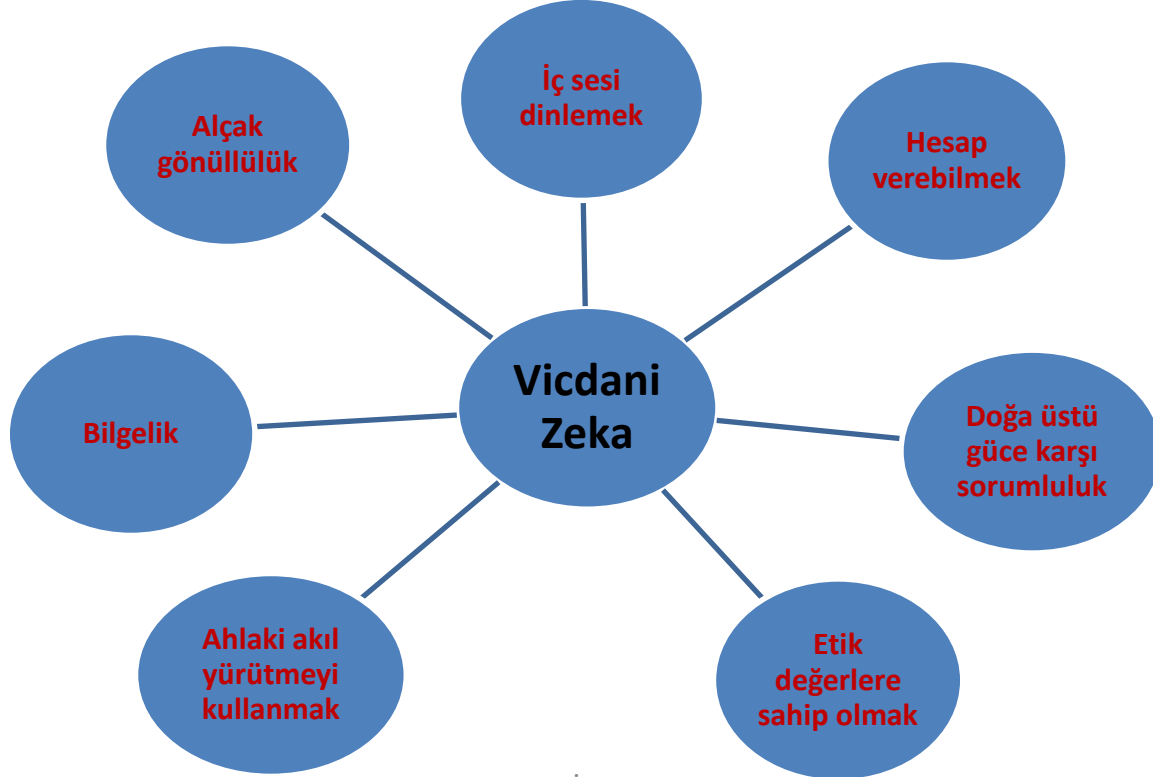 İç sesi
dinlemek
Alçak
gönüllülük
Hesap
verebilmek
Vicdani
Zeka
Bilgelik
Doğa üstü
güce karşı
sorumluluk
Ahlaki akıl
yürütmeyi
kullanmak
Etik
değerlere
sahip olmak